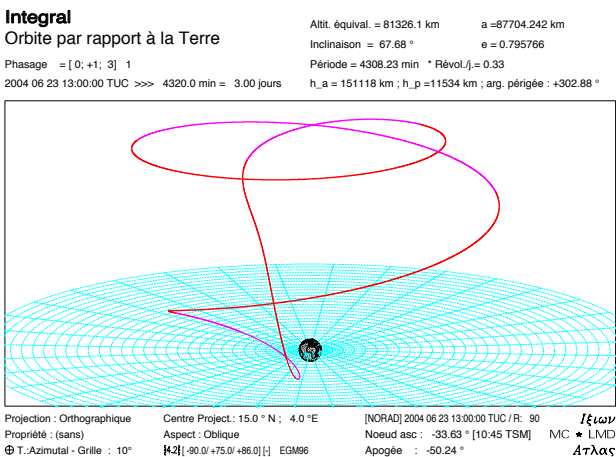 Integral
Orbite par rapport à la Terre
Phasage = [ 0; +1; 3] 1
2004 06 23 13:00:00 TUC >>> 4320.0 min = 3.00 jours
Altit. équival. = 81326.1 km a =87704.242 km
Inclinaison = 67.68 ° e = 0.795766
Période = 4308.23 min * Révol./j.= 0.33
h_a = 151118 km ; h_p =11534 km ; arg. périgée : +302.88 °
Projection : Orthographique
Propriété : (sans)
⊕ T.:Azimutal - Grille : 10°
Centre Project.: 15.0 ° N ; 4.0 °E
Aspect : Oblique
[4.2] [ -90.0/ +75.0/ +86.0] [-] EGM96
[NORAD] 2004 06 23 13:00:00 TUC / R: 90
Noeud asc : -33.63 ° [10:45 TSM]
Apogée : -50.24 °
Ιξιων
MC ★ LMD
Ατλας